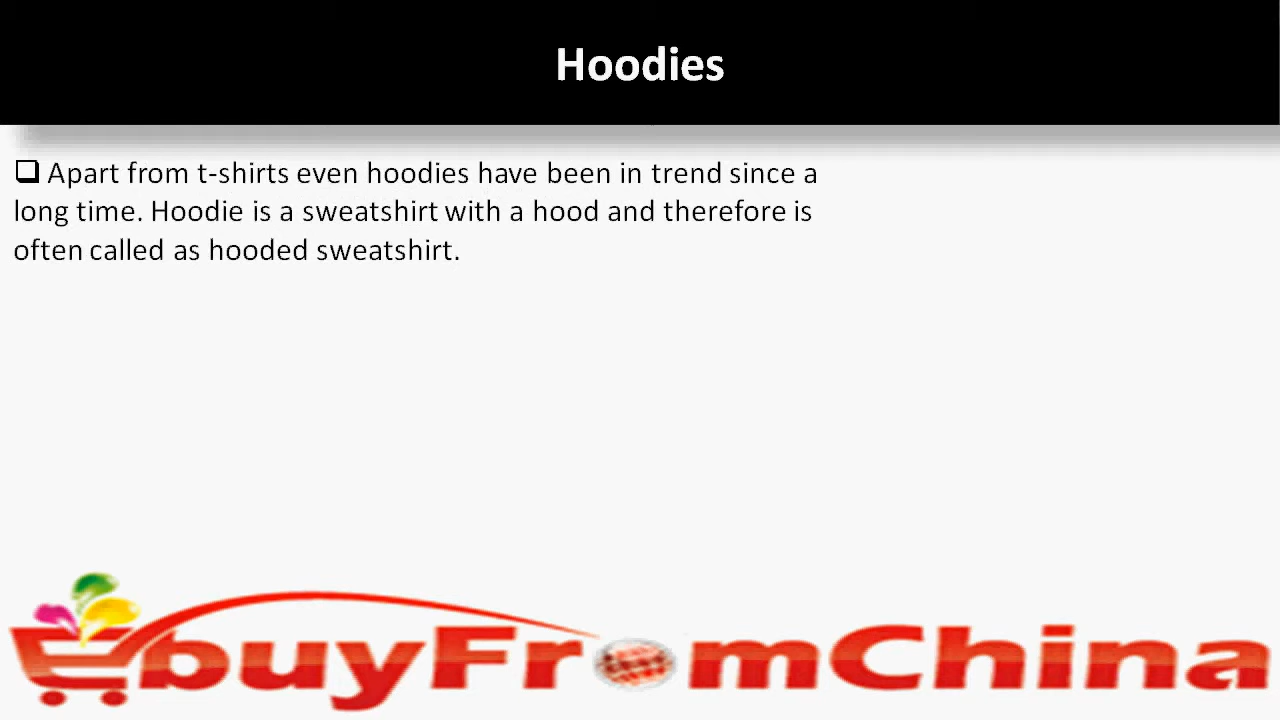 Hoodies
❑ Apart from t-shirts even hoodies have been in trend since a
long time. Hoodie is a sweatshirt with a hood and therefore is
often called as hooded sweatshirt.
EbuyFromChina